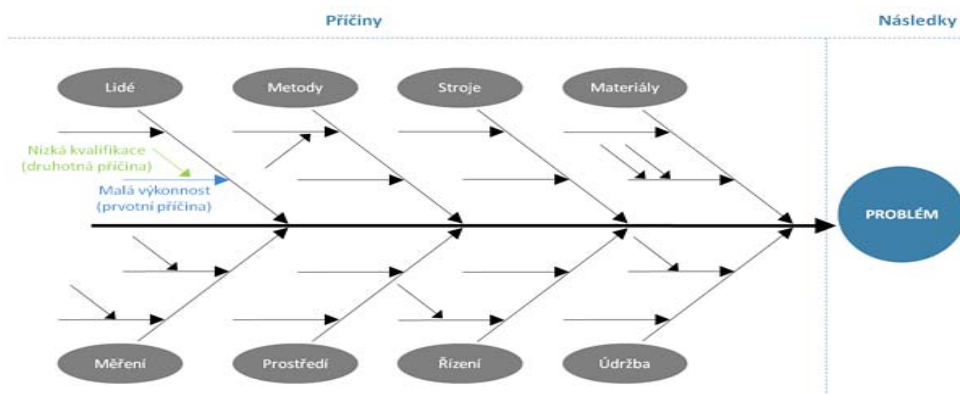 Příčiny
Následky
Lidé
Metody
Stroje
Materiály
Nízká kvalifikace
(druhotná příčina)
Malá výkonnost
(prvotní příčina)
PROBLÉM
Měření
Prostředí
Řízení
Údržba